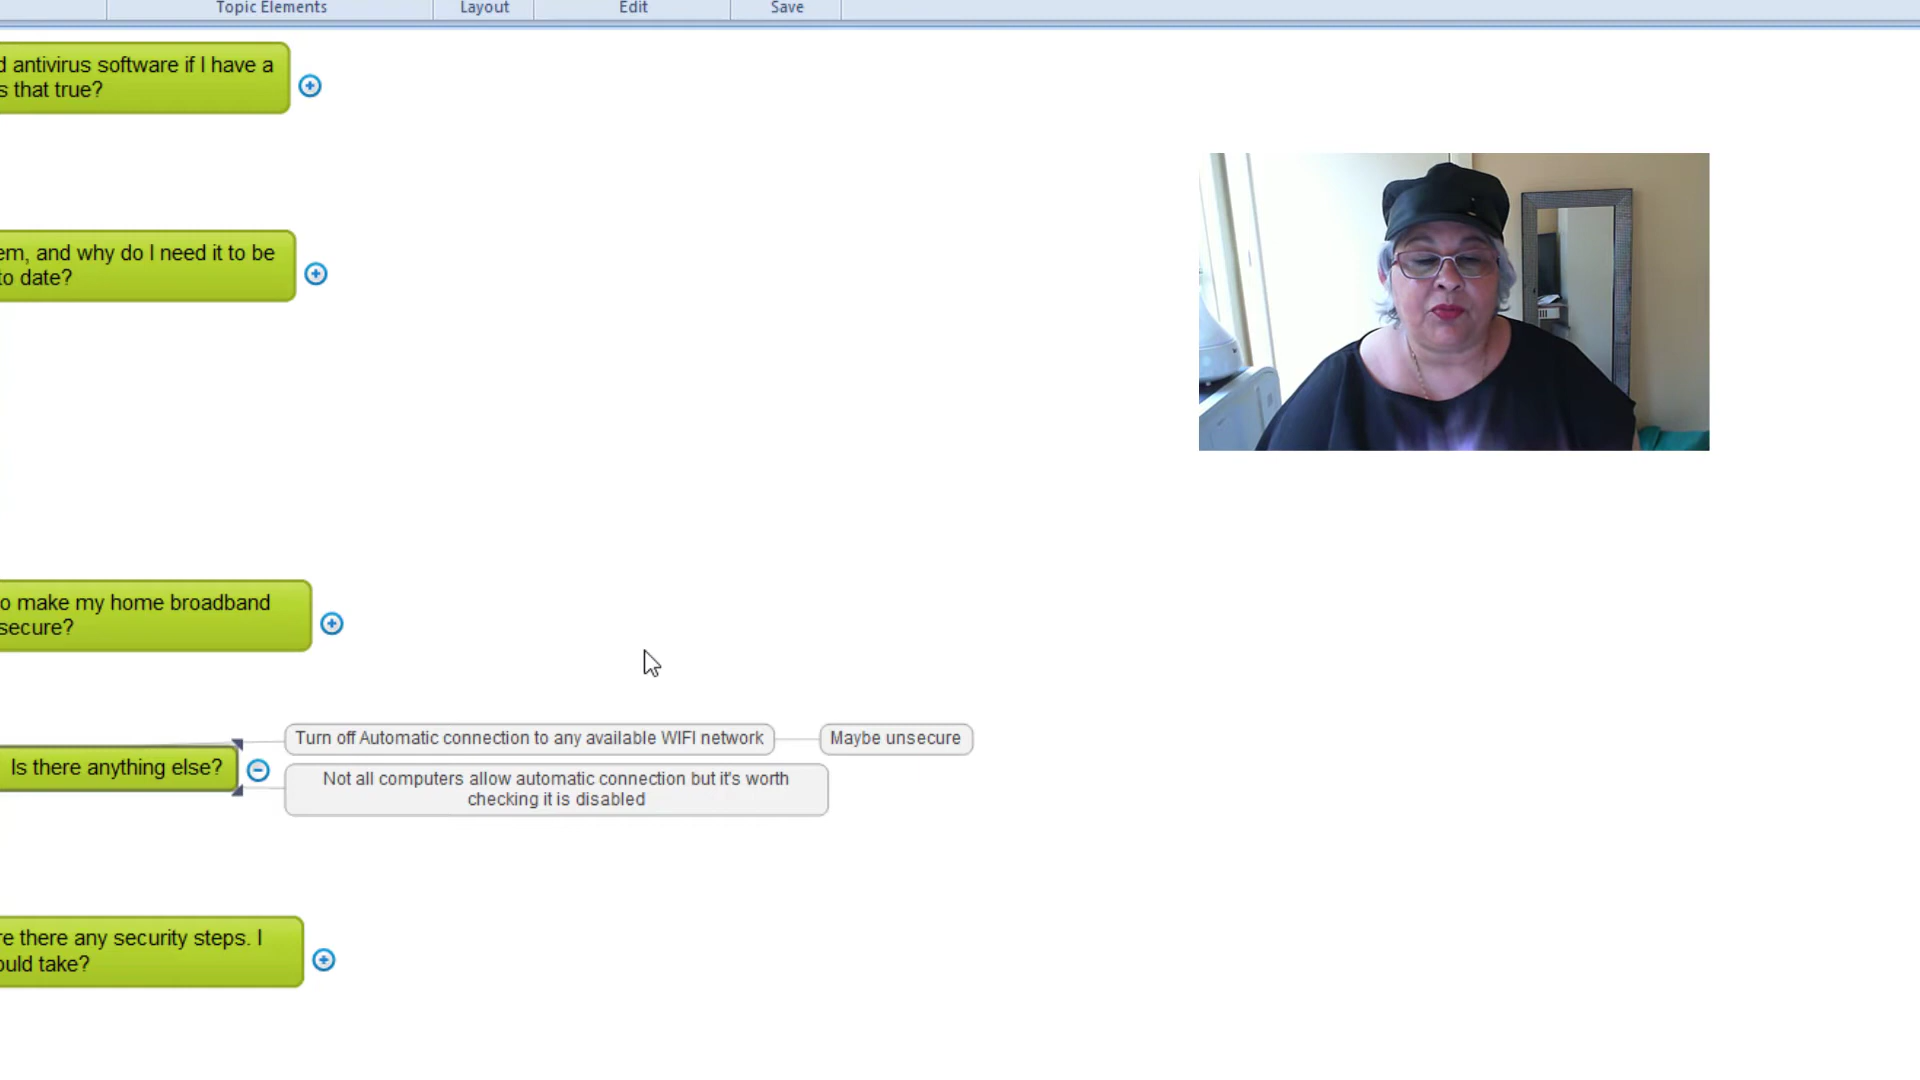 Topic Elements Layout Edit Save
antivirus software if I have a
that true?
and why do I need it to be
to date?
make my home broadband
secure?
Turn off Automatic connection to any available WIFI network
Maybe unsecure
Is there anything else?
Not all computers allow automatic connection but it's worth
checking it is disabled
there any security steps. I
take?